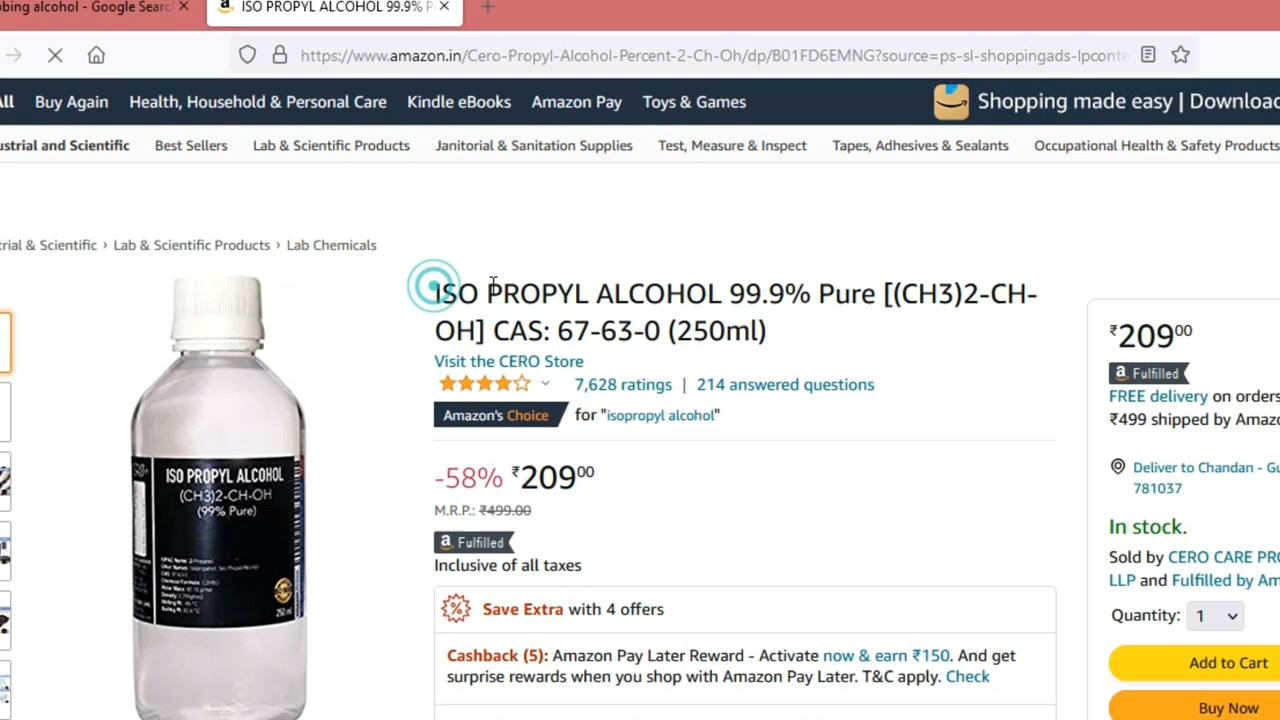 bbing alcohol - Google Searc
ISO PROPYL ALCOHOL 99.9% P
https://www.amazon.in/Cero-Propyl-Alcohol-Percent-2-Ch-Oh/dp/B01FD6EMNG?source=ps-sl-shoppingads-lpconte
All Buy Again Health, Household & Personal Care Kindle eBooks Amazon Pay Toys & Games Shopping made easy | Download
ustrial and Scientific Best Sellers Lab & Scientific Products Janitorial & Sanitation Supplies Test, Measure & Inspect Tapes, Adhesives & Sealants Occupational Health & Safety Products
trial & Scientific › Lab & Scientific Products › Lab Chemicals
ISO PROPYL ALCOHOL 99.9% Pure [(CH3)2-CH-
OH] CAS: 67-63-0 (250ml)
Visit the CERO Store
7,628 ratings | 214 answered questions
Amazon's Choice for "isopropyl alcohol"
-58% ₹20900
M.R.P.: ₹499.00
a Fulfilled
Inclusive of all taxes
% Save Extra with 4 offers
Cashback (5): Amazon Pay Later Reward - Activate now & earn ₹150. And get
surprise rewards when you shop with Amazon Pay Later. T&C apply. Check
ISO PROPYL ALCOHOL
(CH3)2-CH-OH
(99% Pure)
250 ml
₹20900
a Fulfilled
FREE delivery on orders
₹499 shipped by Amazo
Deliver to Chandan - Gu
781037
In stock.
Sold by CERO CARE PRO
LLP and Fulfilled by Am
Quantity: 1
Add to Cart
Buy Now